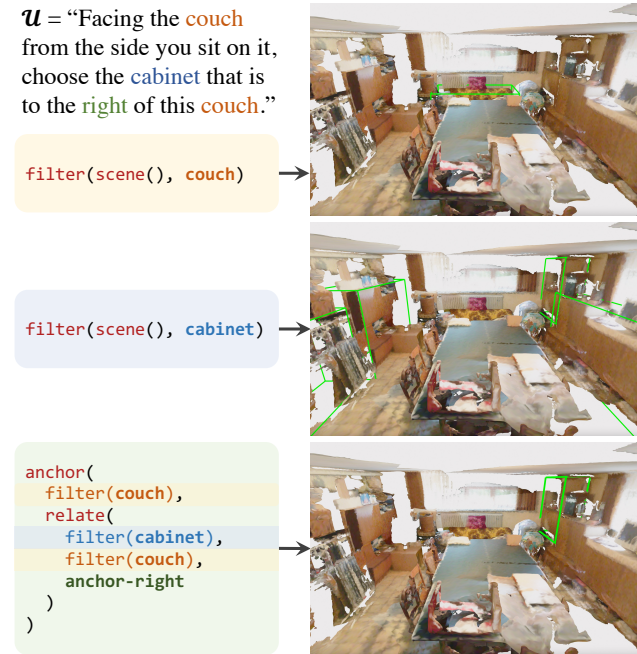 𝓤 = “Facing the couch
from the side you sit on it,
choose the cabinet that is
to the right of this couch.”
filter(scene(), couch)
filter(scene(), cabinet)
anchor(
filter(couch),
relate(
filter(cabinet),
filter(couch),
anchor-right
)
)